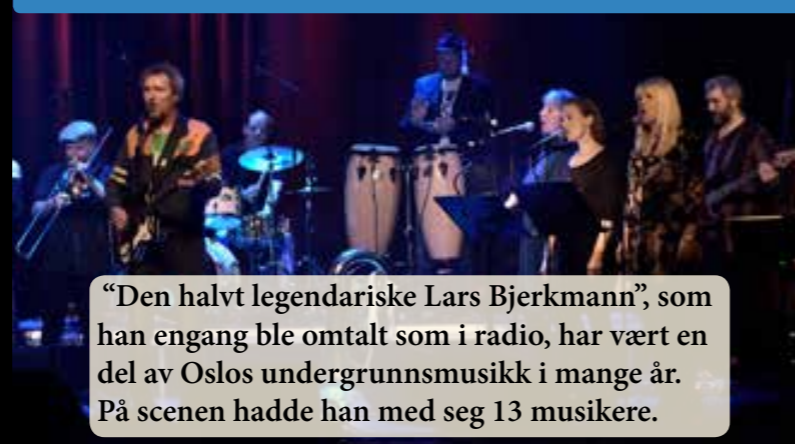 “Den halvt legendariske Lars Bjerkmann”, som
han engang ble omtalt som i radio, har vært en
del av Oslos undergrunnsmusikk i mange år.
På scenen hadde han med seg 13 musikere.